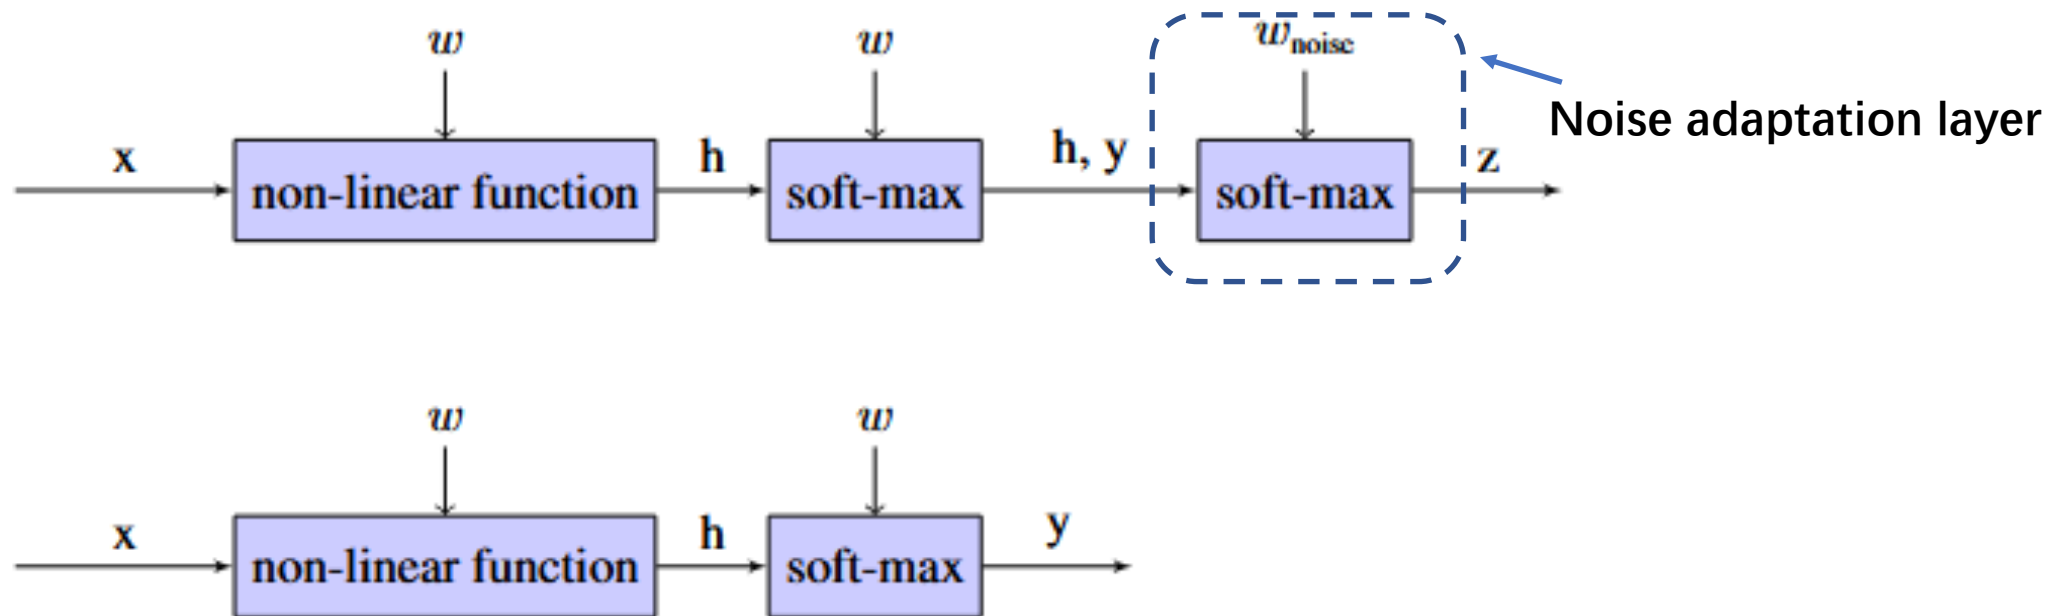 w
w
w_noise
Noise adaptation layer
x
non-linear function
h
soft-max
h, y
soft-max
z
w
w
x
non-linear function
h
soft-max
y